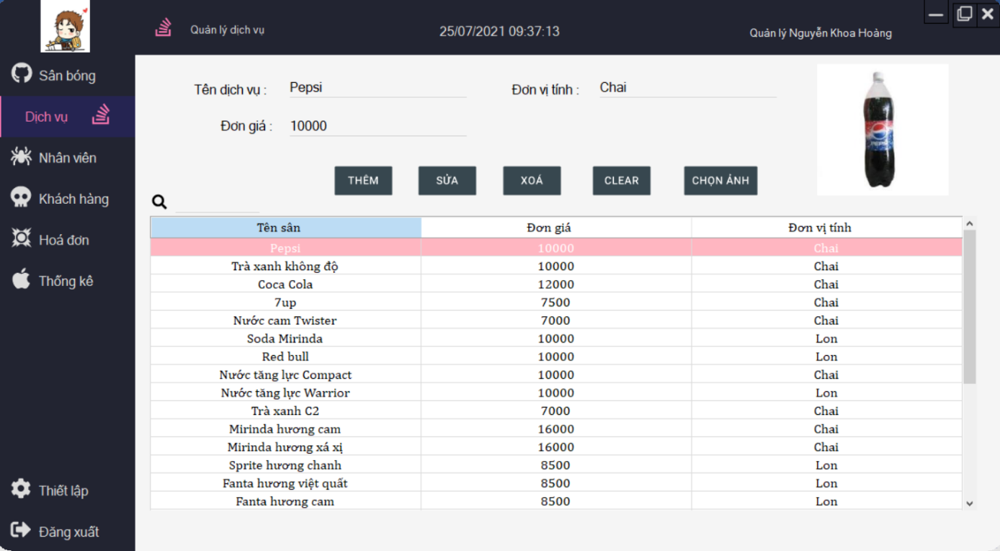 Quản lý dịch vụ
25/07/2021 09:37:13
Quản lý Nguyễn Khoa Hoàng
Sân bóng
Dịch vụ
Nhân viên
Khách hàng
Hoá đơn
Thống kê
Thiết lập
Đăng xuất
Tên dịch vụ : Pepsi Đơn vị tính : Chai
Đơn giá : 10000
PEPSI
THÊM SỬA XOÁ CLEAR CHỌN ẢNH
Tên sân Đơn giá Đơn vị tính
Pepsi 10000 Chai
Trà xanh không độ 10000 Chai
Coca Cola 12000 Chai
7up 7500 Chai
Nước cam Twister 7000 Chai
Soda Mirinda 10000 Lon
Red bull 10000 Lon
Nước tăng lực Compact 10000 Chai
Nước tăng lực Warrior 10000 Lon
Trà xanh C2 7000 Chai
Mirinda hương cam 16000 Chai
Mirinda hương xá xị 16000 Chai
Sprite hương chanh 8500 Lon
Fanta hương việt quất 8500 Lon
Fanta hương cam 8500 Lon